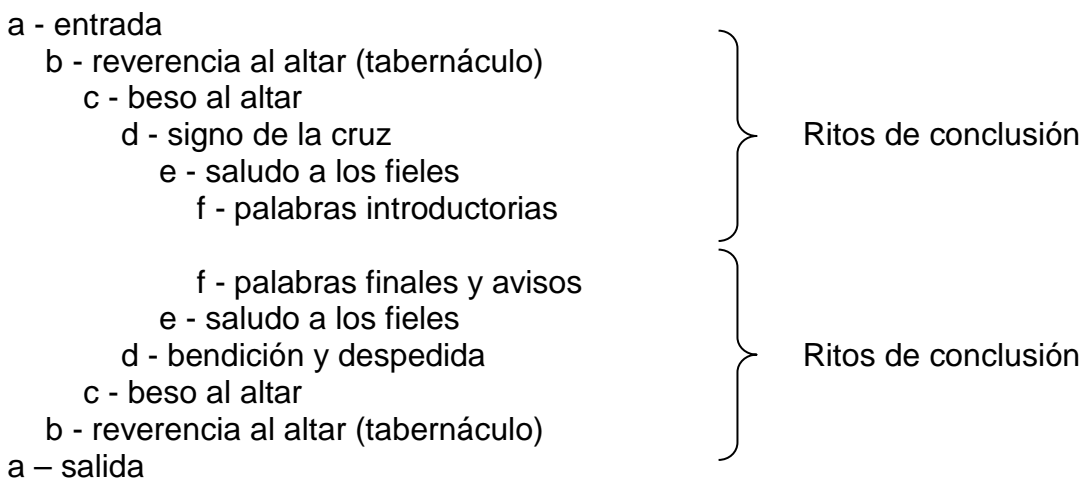 a - entrada
b - reverencia al altar (tabernáculo)
c - beso al altar
d - signo de la cruz Ritos de conclusión
e - saludo a los fieles
f - palabras introductorias
f - palabras finales y avisos
e - saludo a los fieles
d - bendición y despedida Ritos de conclusión
c - beso al altar
b - reverencia al altar (tabernáculo)
a – salida